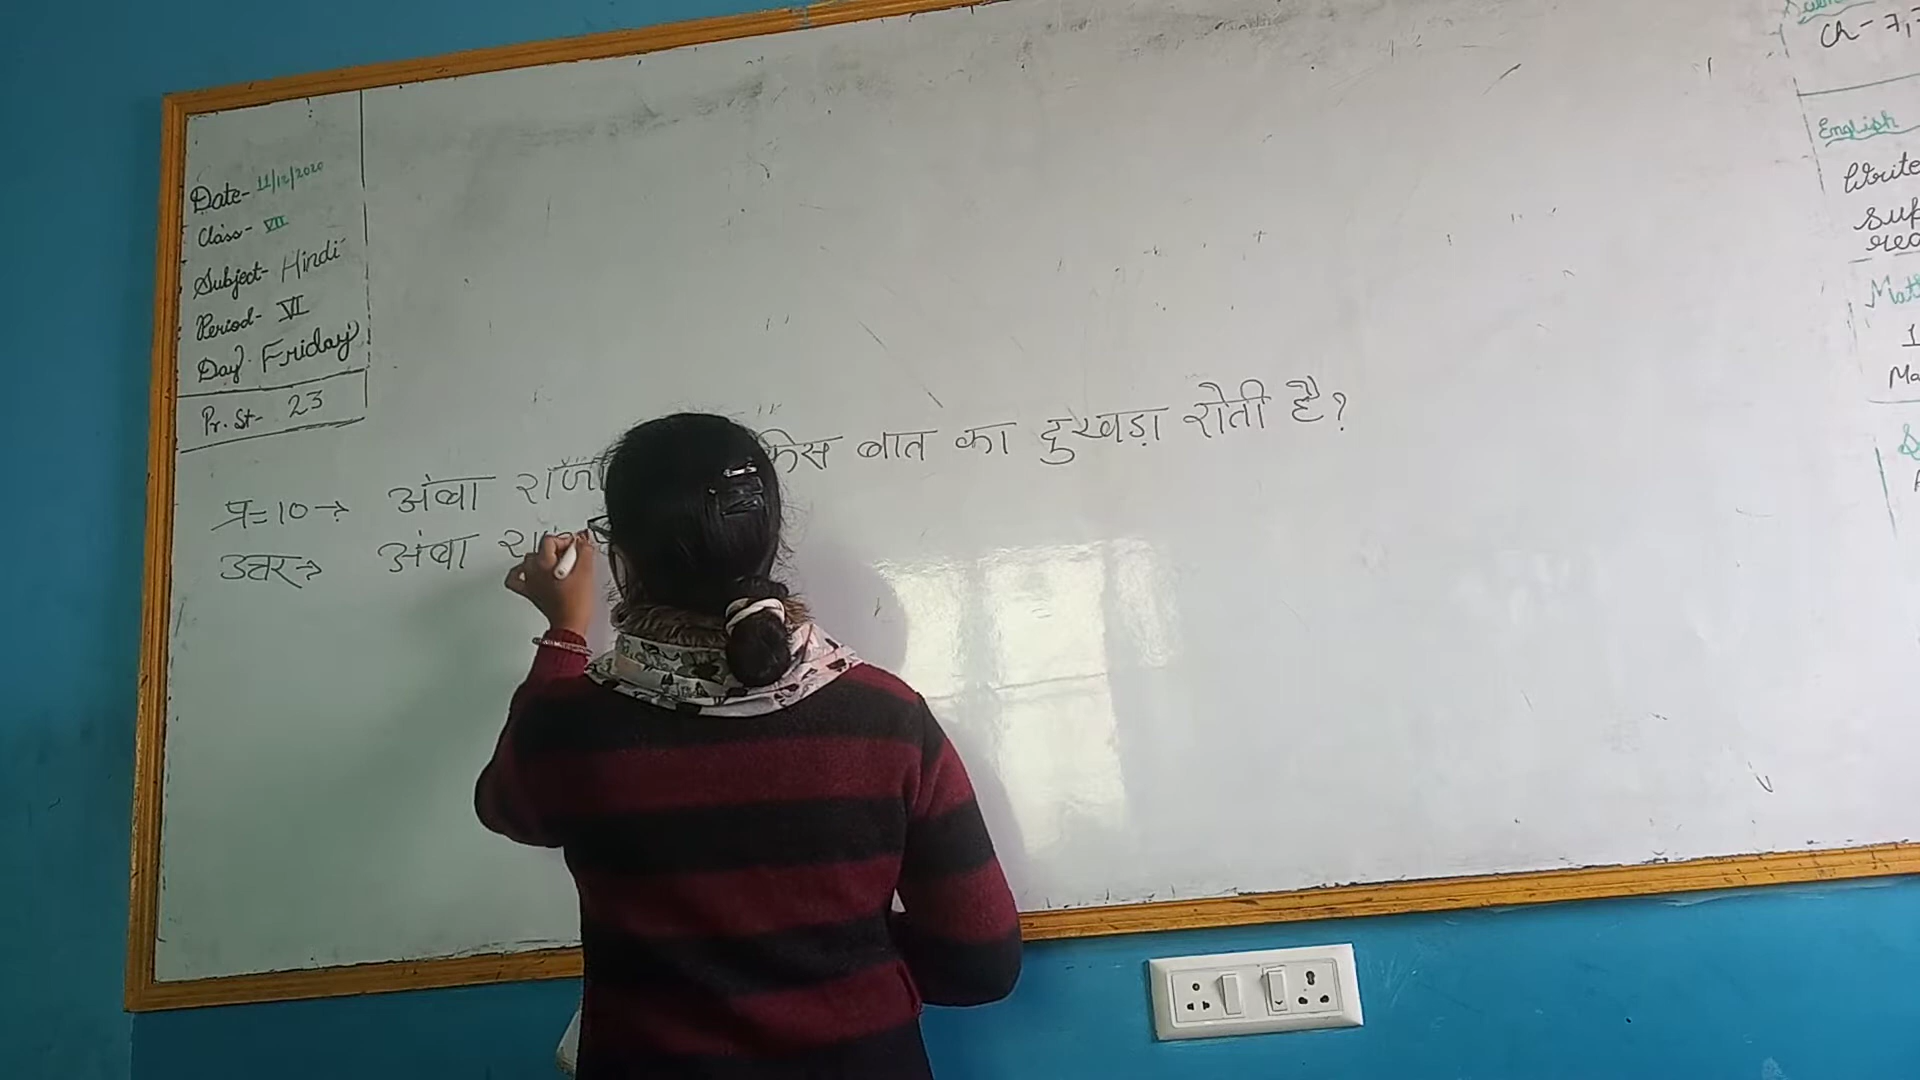 Date- 11/12/2020
Class- VII
Subject- Hindi
Period- VI
Day- Friday
Pr. St- 23
प्र=10→ अंबा किस बात का दुखड़ा रोती है?
उत्तर→ अंबा
Ch- 7,
English
Write